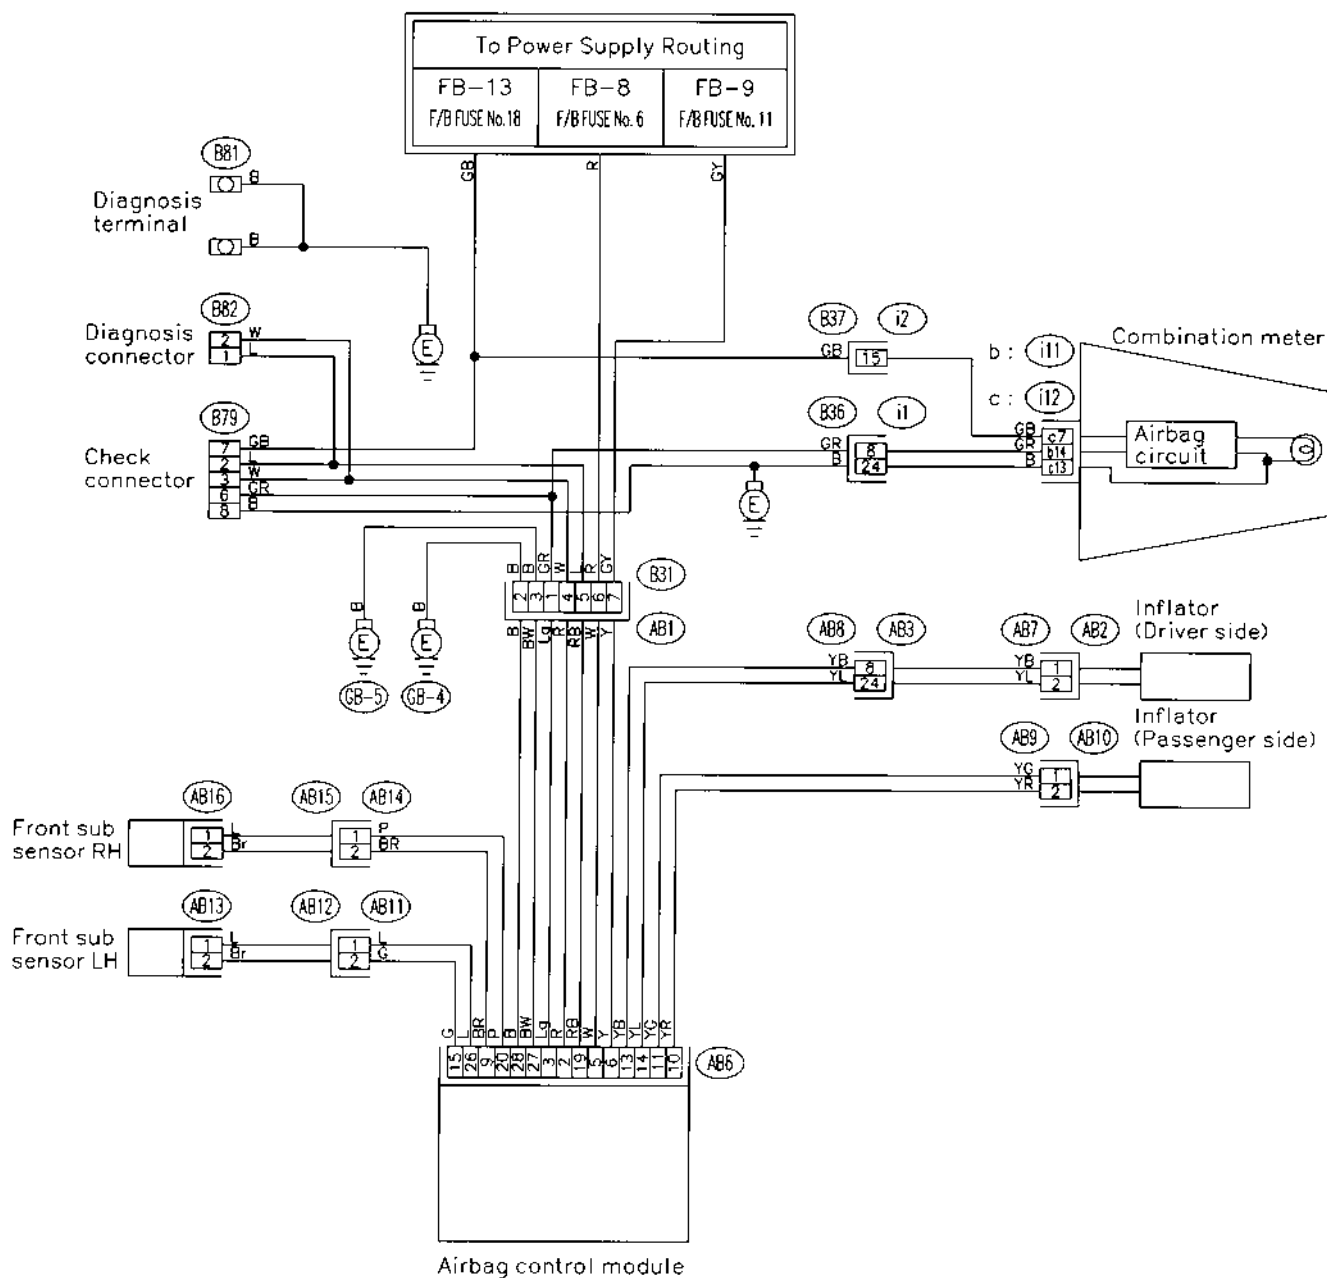 To Power Supply Routing
FB-13 FB-8 FB-9
F/B FUSE No.18 F/B FUSE No.6 F/B FUSE No.11
GB R GY
B81
B
Diagnosis
terminal
B
E
B82
Diagnosis
connector
2 W
1 L
B37 i2
GB 15
b : i11
c : i12
Combination meter
B79
Check
connector
7 GB
2 L
3 W
6 GR
8 B
B36 i1
GR 8
B 24
E
GB c7
GR b14
B c13
Airbag
circuit
B B GR W L R GY
2 3 1 4 5 6 7
B31
AB1
B BW Lg R RB W Y
B B
E E
GB-5 GB-4
AB8 AB3
YB 8
YL 24
AB7 AB2
YB 1
YL 2
Inflator
(Driver side)
AB9 AB10
YG 1
YR 2
Inflator
(Passenger side)
AB16 AB15 AB14
Front sub
sensor RH
1 L 1 P
2 Br 2 BR
AB13 AB12 AB11
Front sub
sensor LH
1 L 1 L
2 Br 2 G
G L BR P B BW Lg R RB W Y YB YL YG YR
15 26 9 20 28 27 3 2 19 5 6 13 14 11 10
AB6
Airbag control module